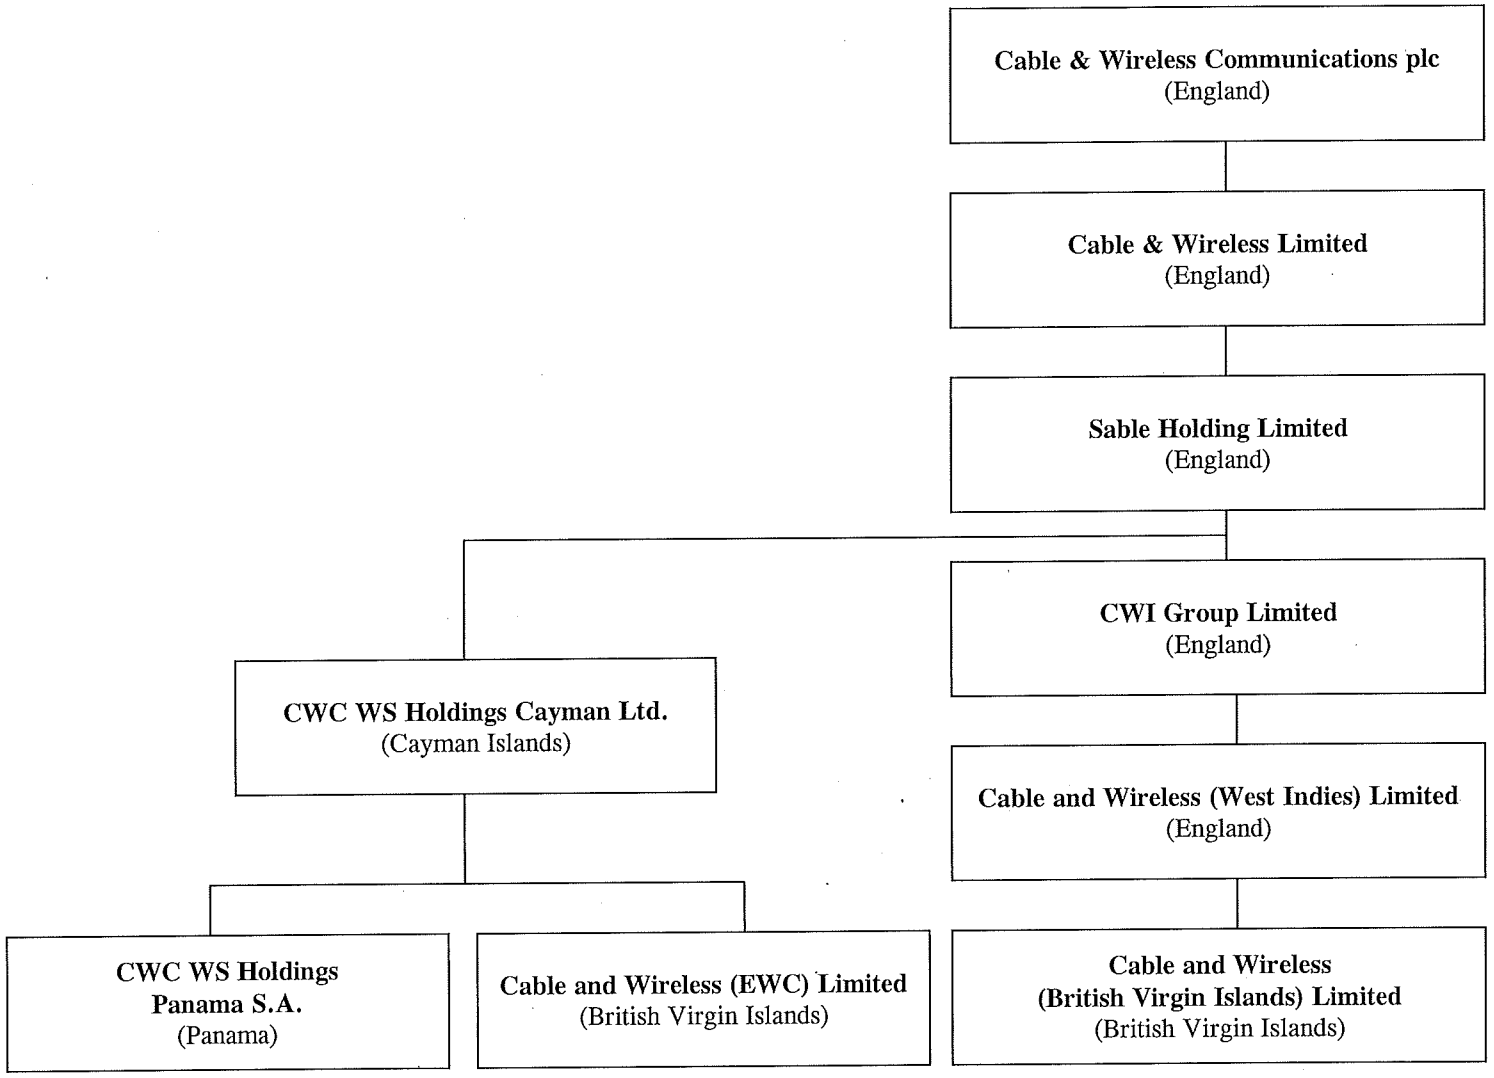 Cable & Wireless Communications plc
(England)
Cable & Wireless Limited
(England)
Sable Holding Limited
(England)
CWI Group Limited
(England)
CWC WS Holdings Cayman Ltd.
(Cayman Islands)
Cable and Wireless (West Indies) Limited
(England)
CWC WS Holdings
Panama S.A.
(Panama)
Cable and Wireless (EWC) Limited
(British Virgin Islands)
Cable and Wireless
(British Virgin Islands) Limited
(British Virgin Islands)